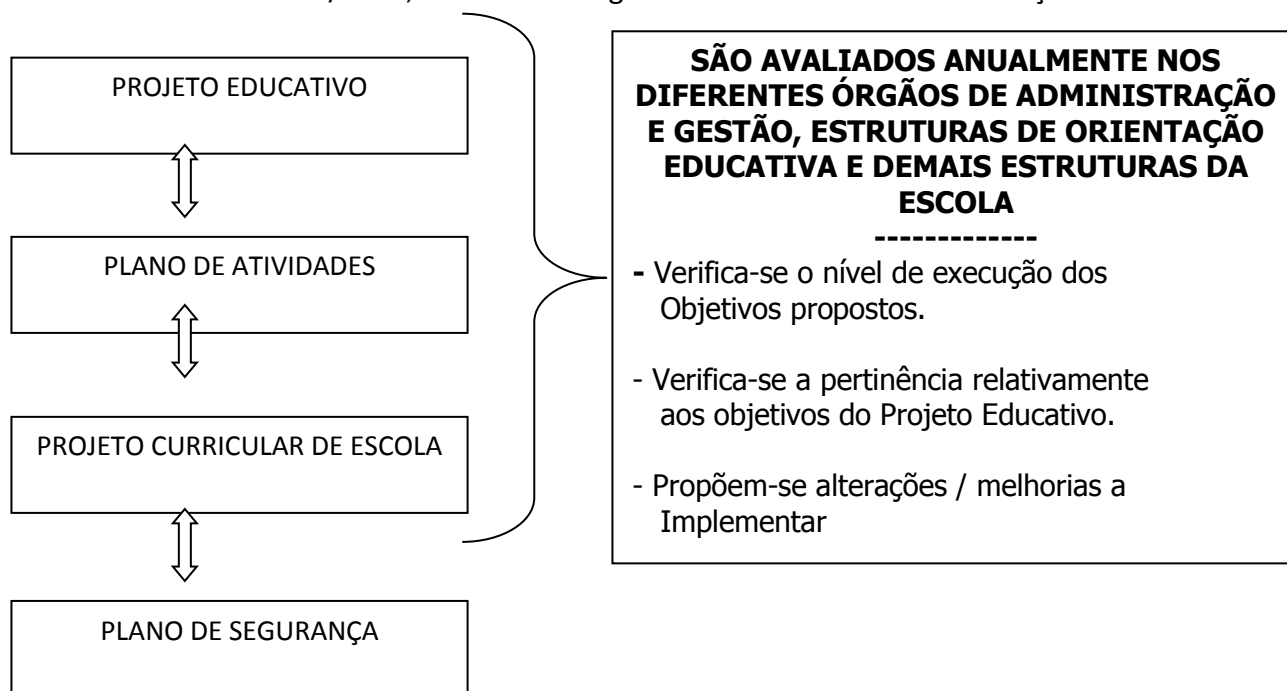 PROJETO EDUCATIVO
PLANO DE ATIVIDADES
PROJETO CURRICULAR DE ESCOLA
PLANO DE SEGURANÇA
SÃO AVALIADOS ANUALMENTE NOS
DIFERENTES ÓRGÃOS DE ADMINISTRAÇÃO
E GESTÃO, ESTRUTURAS DE ORIENTAÇÃO
EDUCATIVA E DEMAIS ESTRUTURAS DA
ESCOLA
-------------
- Verifica-se o nível de execução dos
Objetivos propostos.
- Verifica-se a pertinência relativamente
aos objetivos do Projeto Educativo.
- Propõem-se alterações / melhorias a
Implementar